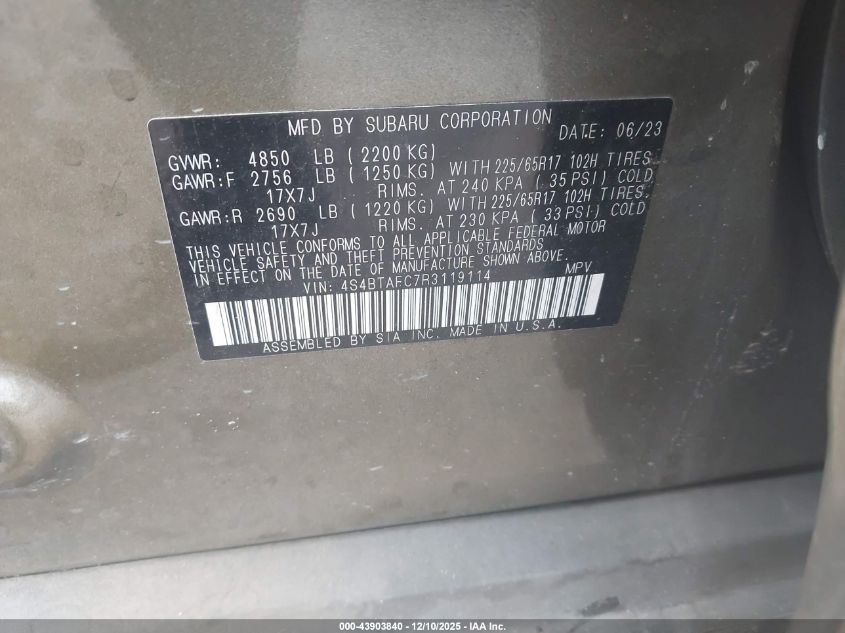 MFD BY SUBARU CORPORATION DATE: 06/23
GVWR: 4850 LB (2200 KG)
GAWR:F 2756 LB (1250 KG) WITH 225/65R17 102H TIRES
17X7J RIMS. AT 240 KPA (35 PSI) COLD
GAWR:R 2690 LB (1220 KG) WITH 225/65R17 102H TIRES.
17X7J RIMS. AT 230 KPA (33 PSI) COLD
THIS VEHICLE CONFORMS TO ALL APPLICABLE FEDERAL MOTOR
VEHICLE SAFETY AND THEFT PREVENTION STANDARDS
IN EFFECT ON THE DATE OF MANUFACTURE SHOWN ABOVE.
VIN: 4S4BTAFC7R3119114 MPV
ASSEMBLED BY SIA INC. MADE IN U.S.A.
000-43903840 - 12/10/2025 - IAA Inc.